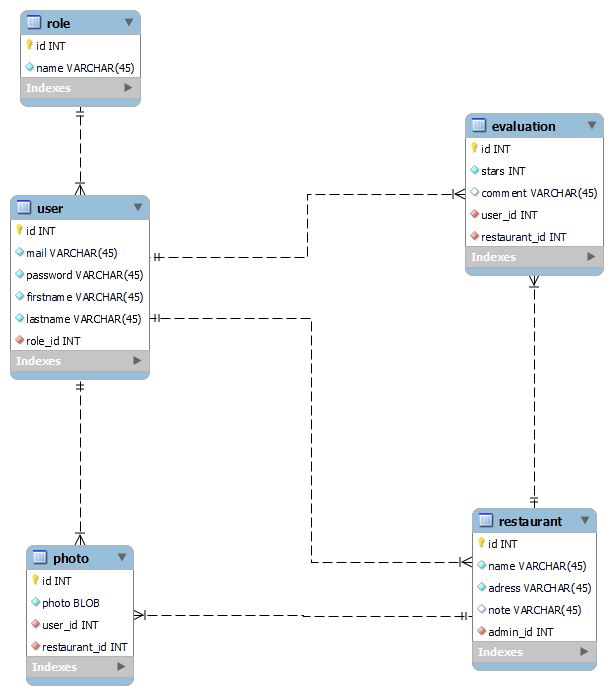 role
id INT
name VARCHAR(45)
Indexes
user
id INT
mail VARCHAR(45)
password VARCHAR(45)
firstname VARCHAR(45)
lastname VARCHAR(45)
role_id INT
Indexes
evaluation
id INT
stars INT
comment VARCHAR(45)
user_id INT
restaurant_id INT
Indexes
photo
id INT
photo BLOB
user_id INT
restaurant_id INT
Indexes
restaurant
id INT
name VARCHAR(45)
adress VARCHAR(45)
note VARCHAR(45)
admin_id INT
Indexes